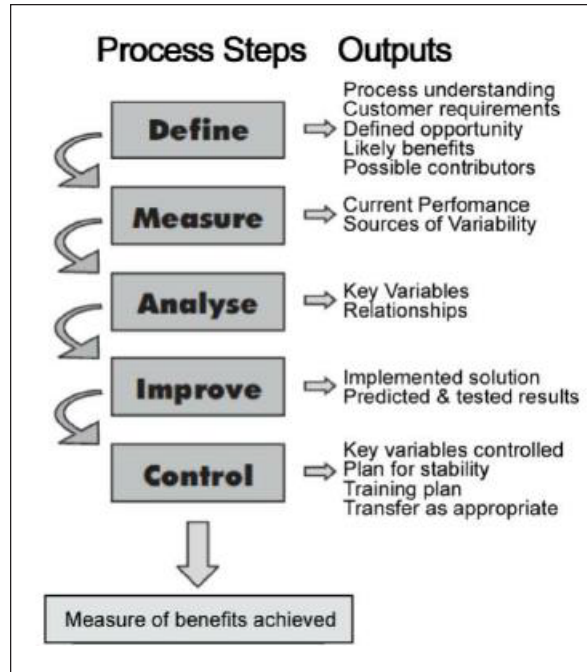 Process Steps Outputs
Define
Process understanding
Customer requirements
Defined opportunity
Likely benefits
Possible contributors
Measure
Current Perfomance
Sources of Variability
Analyse
Key Variables
Relationships
Improve
Implemented solution
Predicted & tested results
Control
Key variables controlled
Plan for stability
Training plan
Transfer as appropriate
Measure of benefits achieved